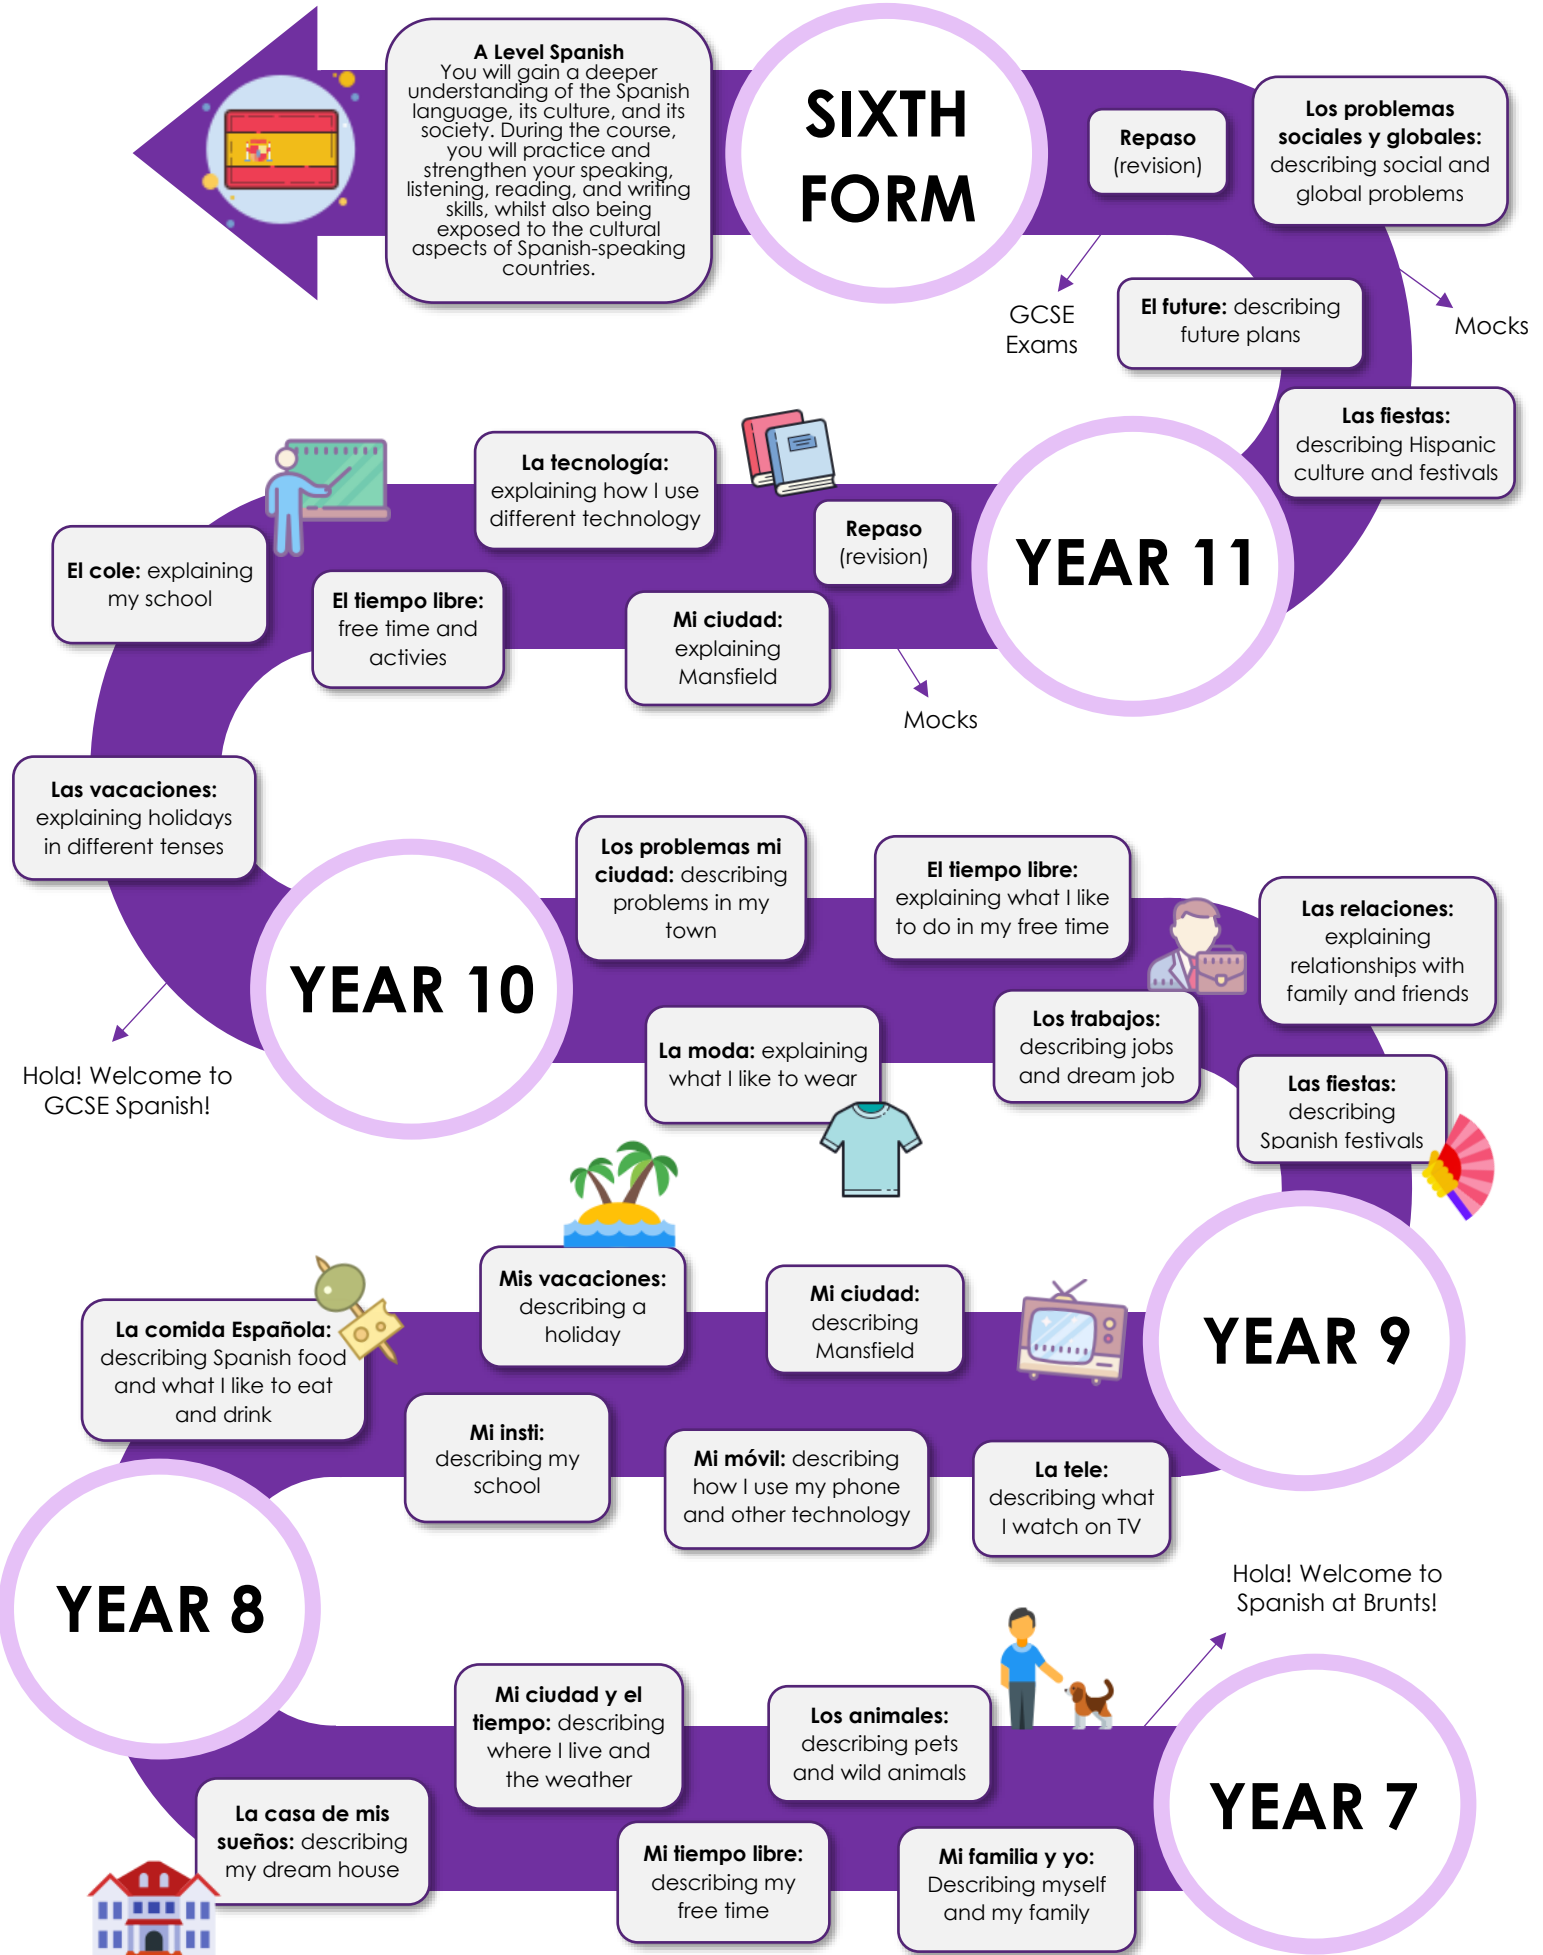 A Level Spanish
You will gain a deeper
understanding of the Spanish
language, its culture, and its
society. During the course,
you will practice and
strengthen your speaking,
listening, reading, and writing
skills, whilst also being
exposed to the cultural
aspects of Spanish-speaking
countries.
SIXTH
FORM
Repaso
(revision)
Los problemas
sociales y globales:
describing social and
global problems
GCSE
Exams
El future: describing
future plans
Mocks
Las fiestas:
describing Hispanic
culture and festivals
La tecnología:
explaining how I use
different technology
Repaso
(revision)
YEAR 11
El cole: explaining
my school
El tiempo libre:
free time and
activies
Mi ciudad:
explaining
Mansfield
Mocks
Las vacaciones:
explaining holidays
in different tenses
YEAR 10
Los problemas mi
ciudad: describing
problems in my
town
El tiempo libre:
explaining what I like
to do in my free time
Las relaciones:
explaining
relationships with
family and friends
La moda: explaining
what I like to wear
Los trabajos:
describing jobs
and dream job
Las fiestas:
describing
Spanish festivals
Hola! Welcome to
GCSE Spanish!
La comida Española:
describing Spanish food
and what I like to eat
and drink
Mis vacaciones:
describing a
holiday
Mi ciudad:
describing
Mansfield
YEAR 9
Mi insti:
describing my
school
Mi móvil: describing
how I use my phone
and other technology
La tele:
describing what
I watch on TV
YEAR 8
Hola! Welcome to
Spanish at Brunts!
Mi ciudad y el
tiempo: describing
where I live and
the weather
Los animales:
describing pets
and wild animals
YEAR 7
La casa de mis
sueños: describing
my dream house
Mi tiempo libre:
describing my
free time
Mi familia y yo:
Describing myself
and my family